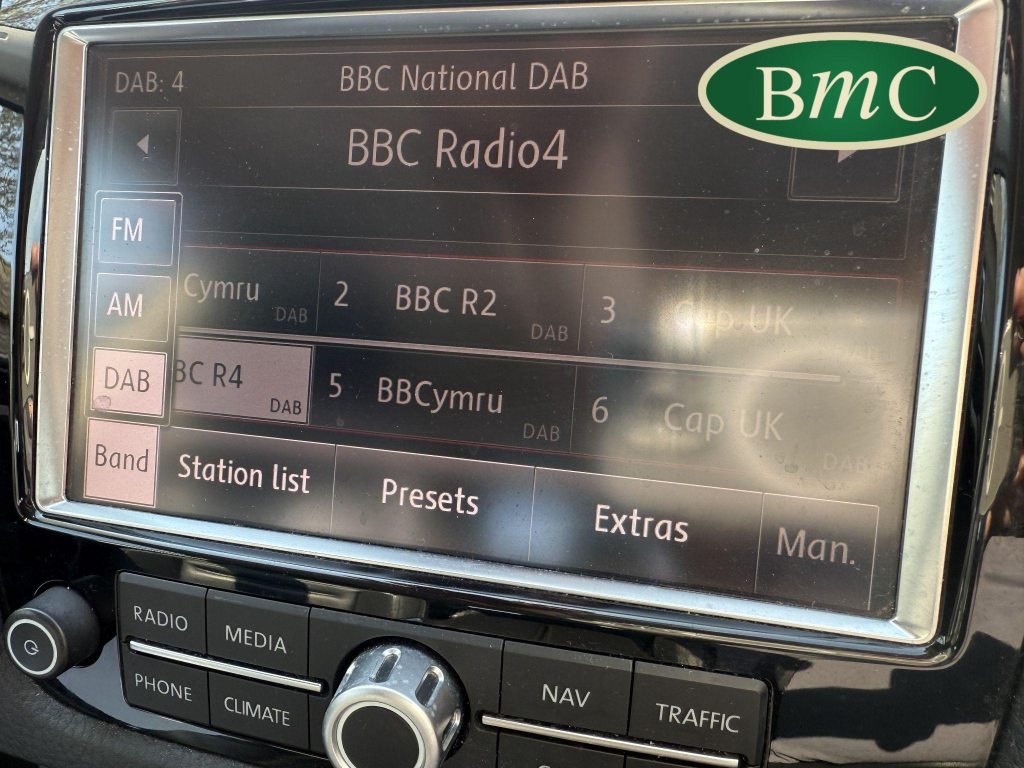 DAB: 4 BBC National DAB
BMC
BBC Radio4
FM
Cymru DAB 2 BBC R2 DAB 3 Cap UK
AM
DAB BC R4 DAB 5 BBCymru DAB 6 Cap UK DAB
Band Station list Presets Extras Man.
RADIO MEDIA NAV TRAFFIC
PHONE CLIMATE